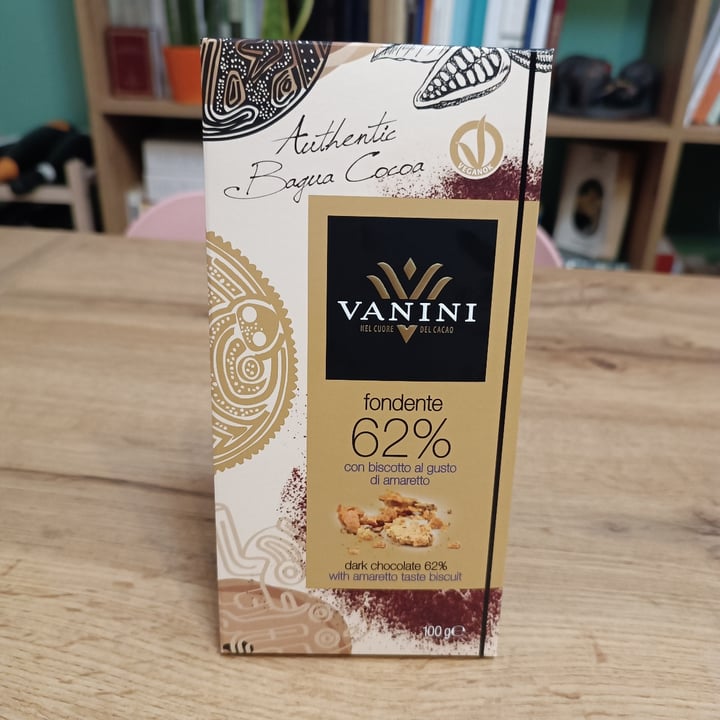 Authentic
Bagua Cocoa
VEGANOK
VANINI
NEL CUORE DEL CACAO
fondente
62%
con biscotto al gusto
di amaretto
dark chocolate 62%
with amaretto taste biscuit
100 g℮